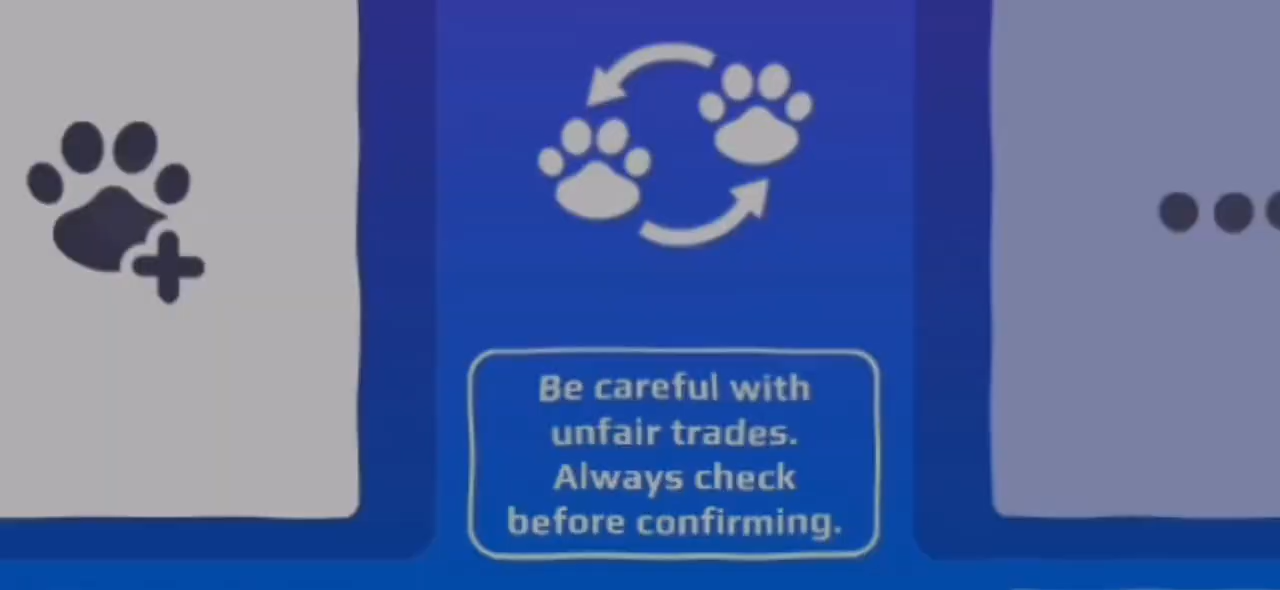 Be careful with
unfair trades.
Always check
before confirming.